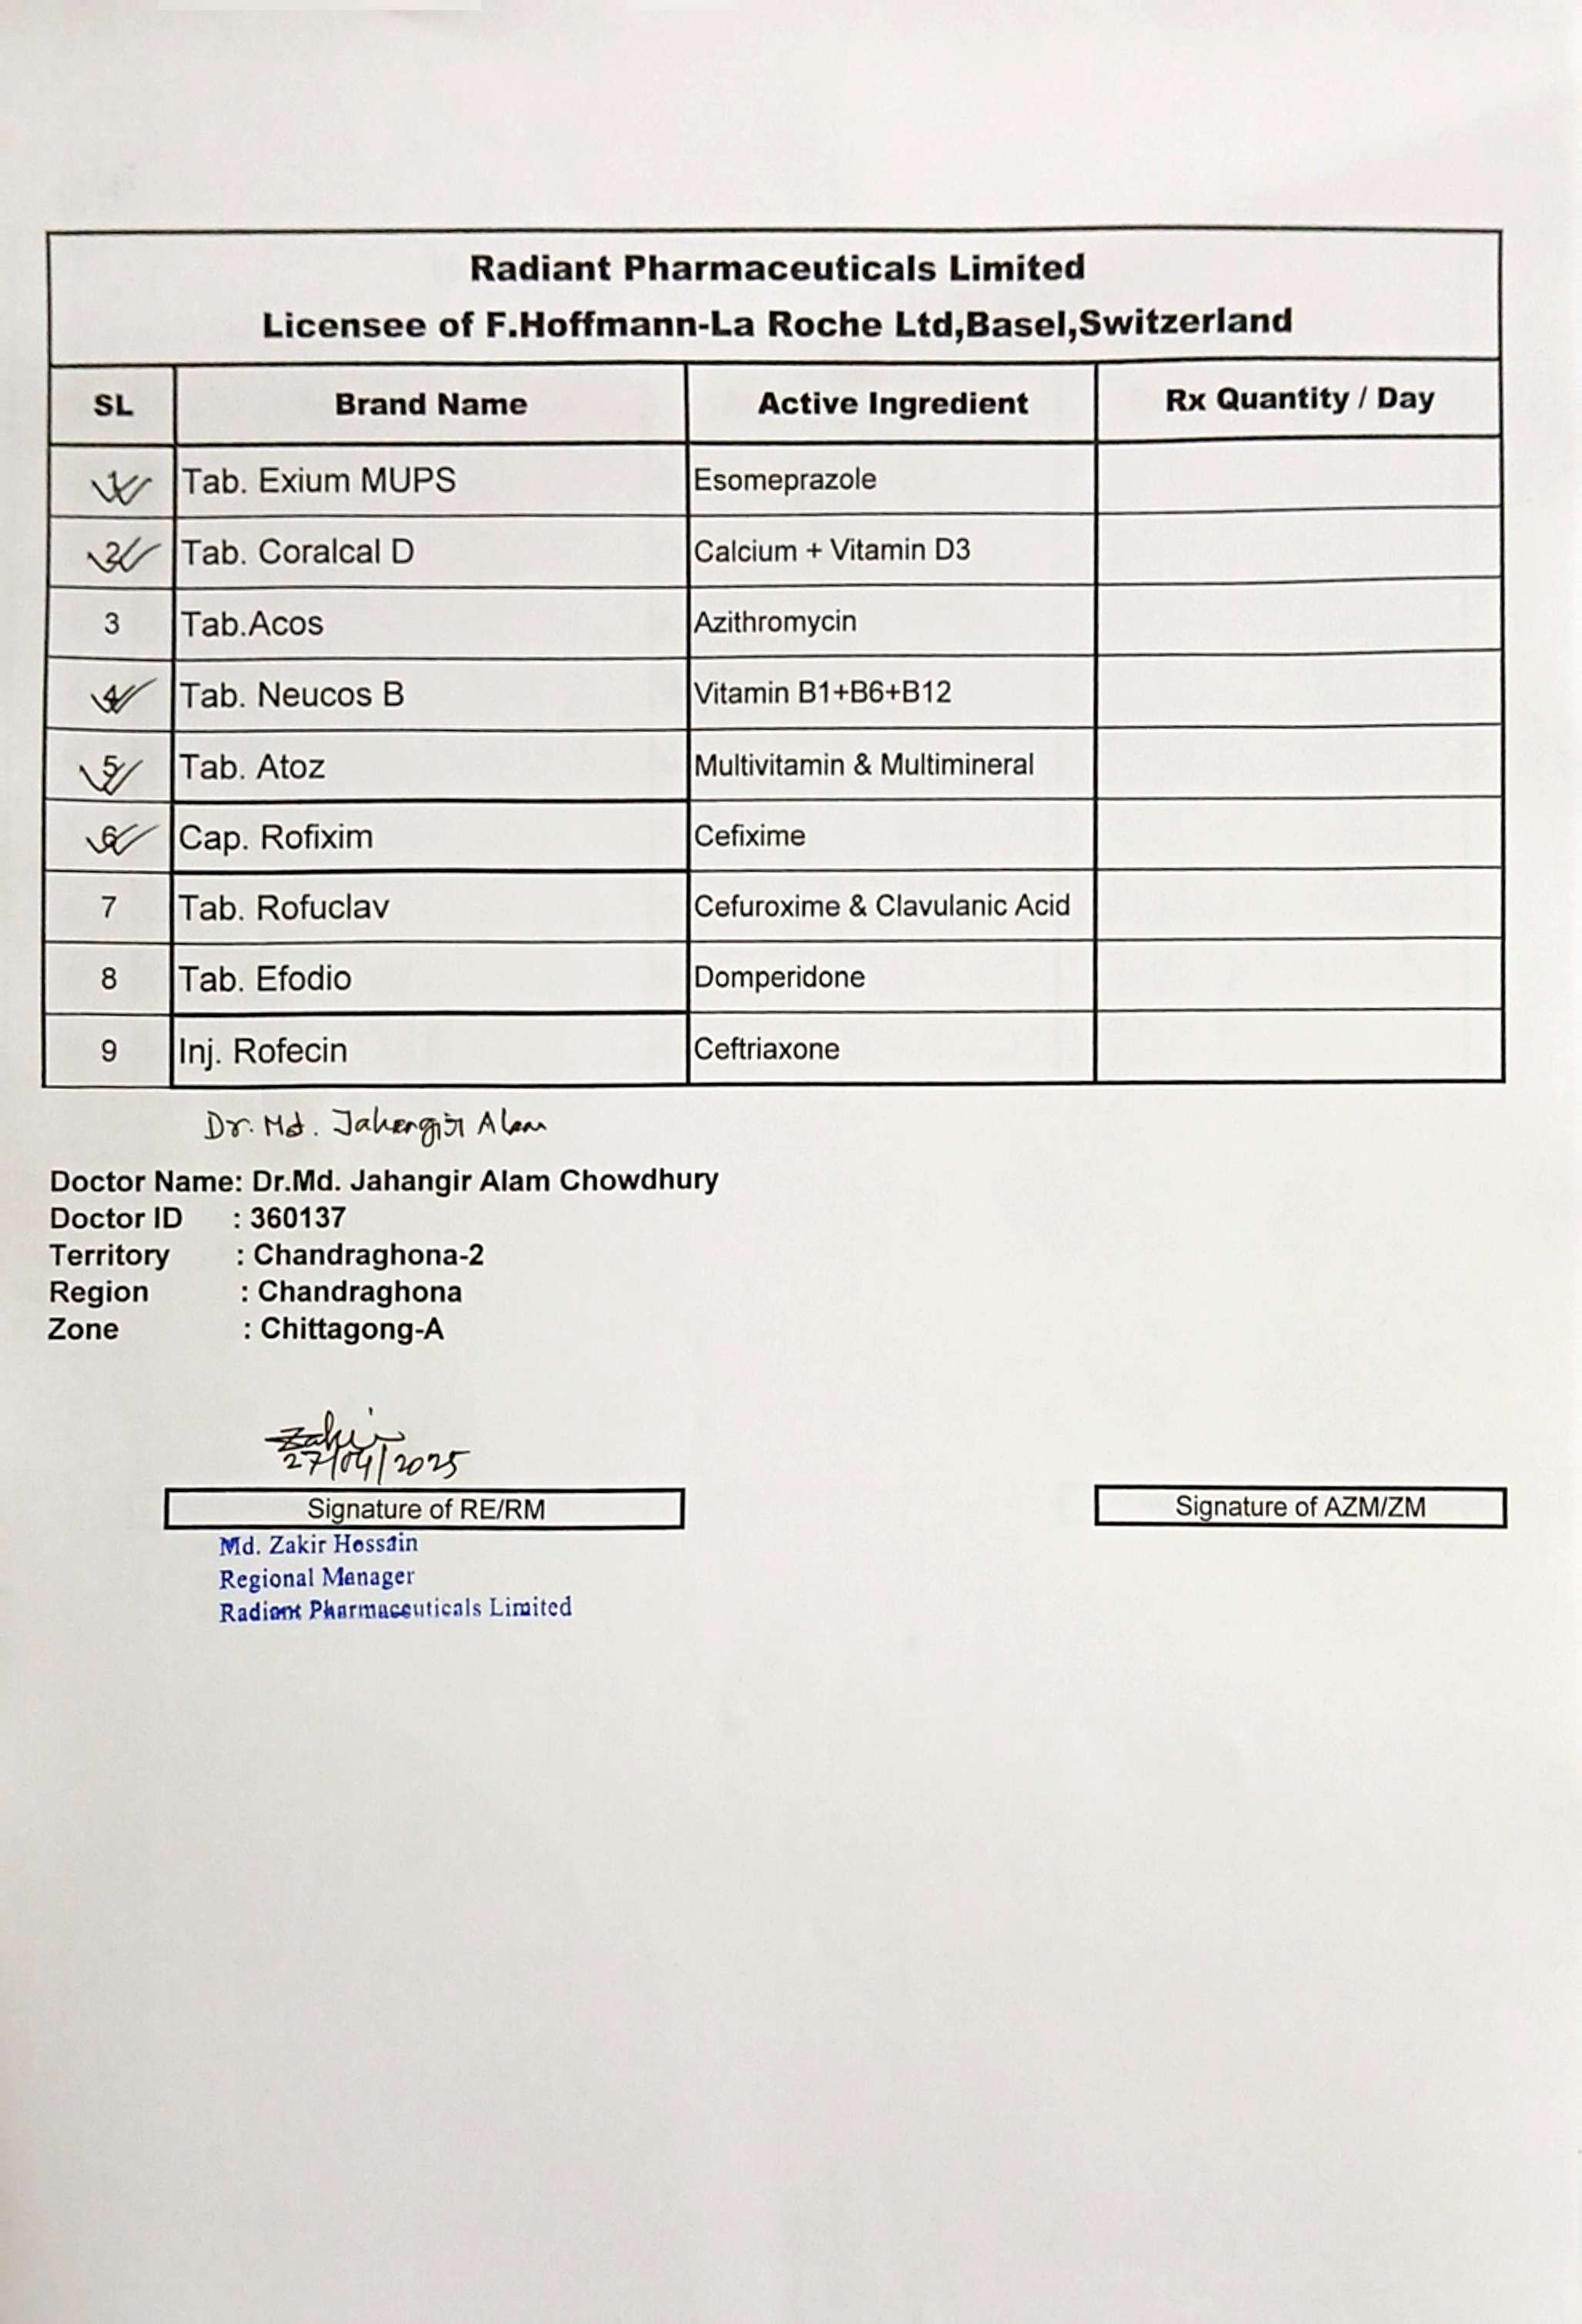 Radiant Pharmaceuticals Limited
Licensee of F.Hoffmann-La Roche Ltd,Basel,Switzerland
SL Brand Name Active Ingredient Rx Quantity / Day
1 Tab. Exium MUPS Esomeprazole
2 Tab. Coralcal D Calcium + Vitamin D3
3 Tab.Acos Azithromycin
4 Tab. Neucos B Vitamin B1+B6+B12
5 Tab. Atoz Multivitamin & Multimineral
6 Cap. Rofixim Cefixime
7 Tab. Rofuclav Cefuroxime & Clavulanic Acid
8 Tab. Efodio Domperidone
9 Inj. Rofecin Ceftriaxone
Dr. Md. Jahengir Alam
Doctor Name: Dr.Md. Jahangir Alam Chowdhury
Doctor ID : 360137
Territory : Chandraghona-2
Region : Chandraghona
Zone : Chittagong-A
Zakir
27/04/2025
Signature of RE/RM Signature of AZM/ZM
Md. Zakir Hossain
Regional Manager
Radiant Pharmaceuticals Limited